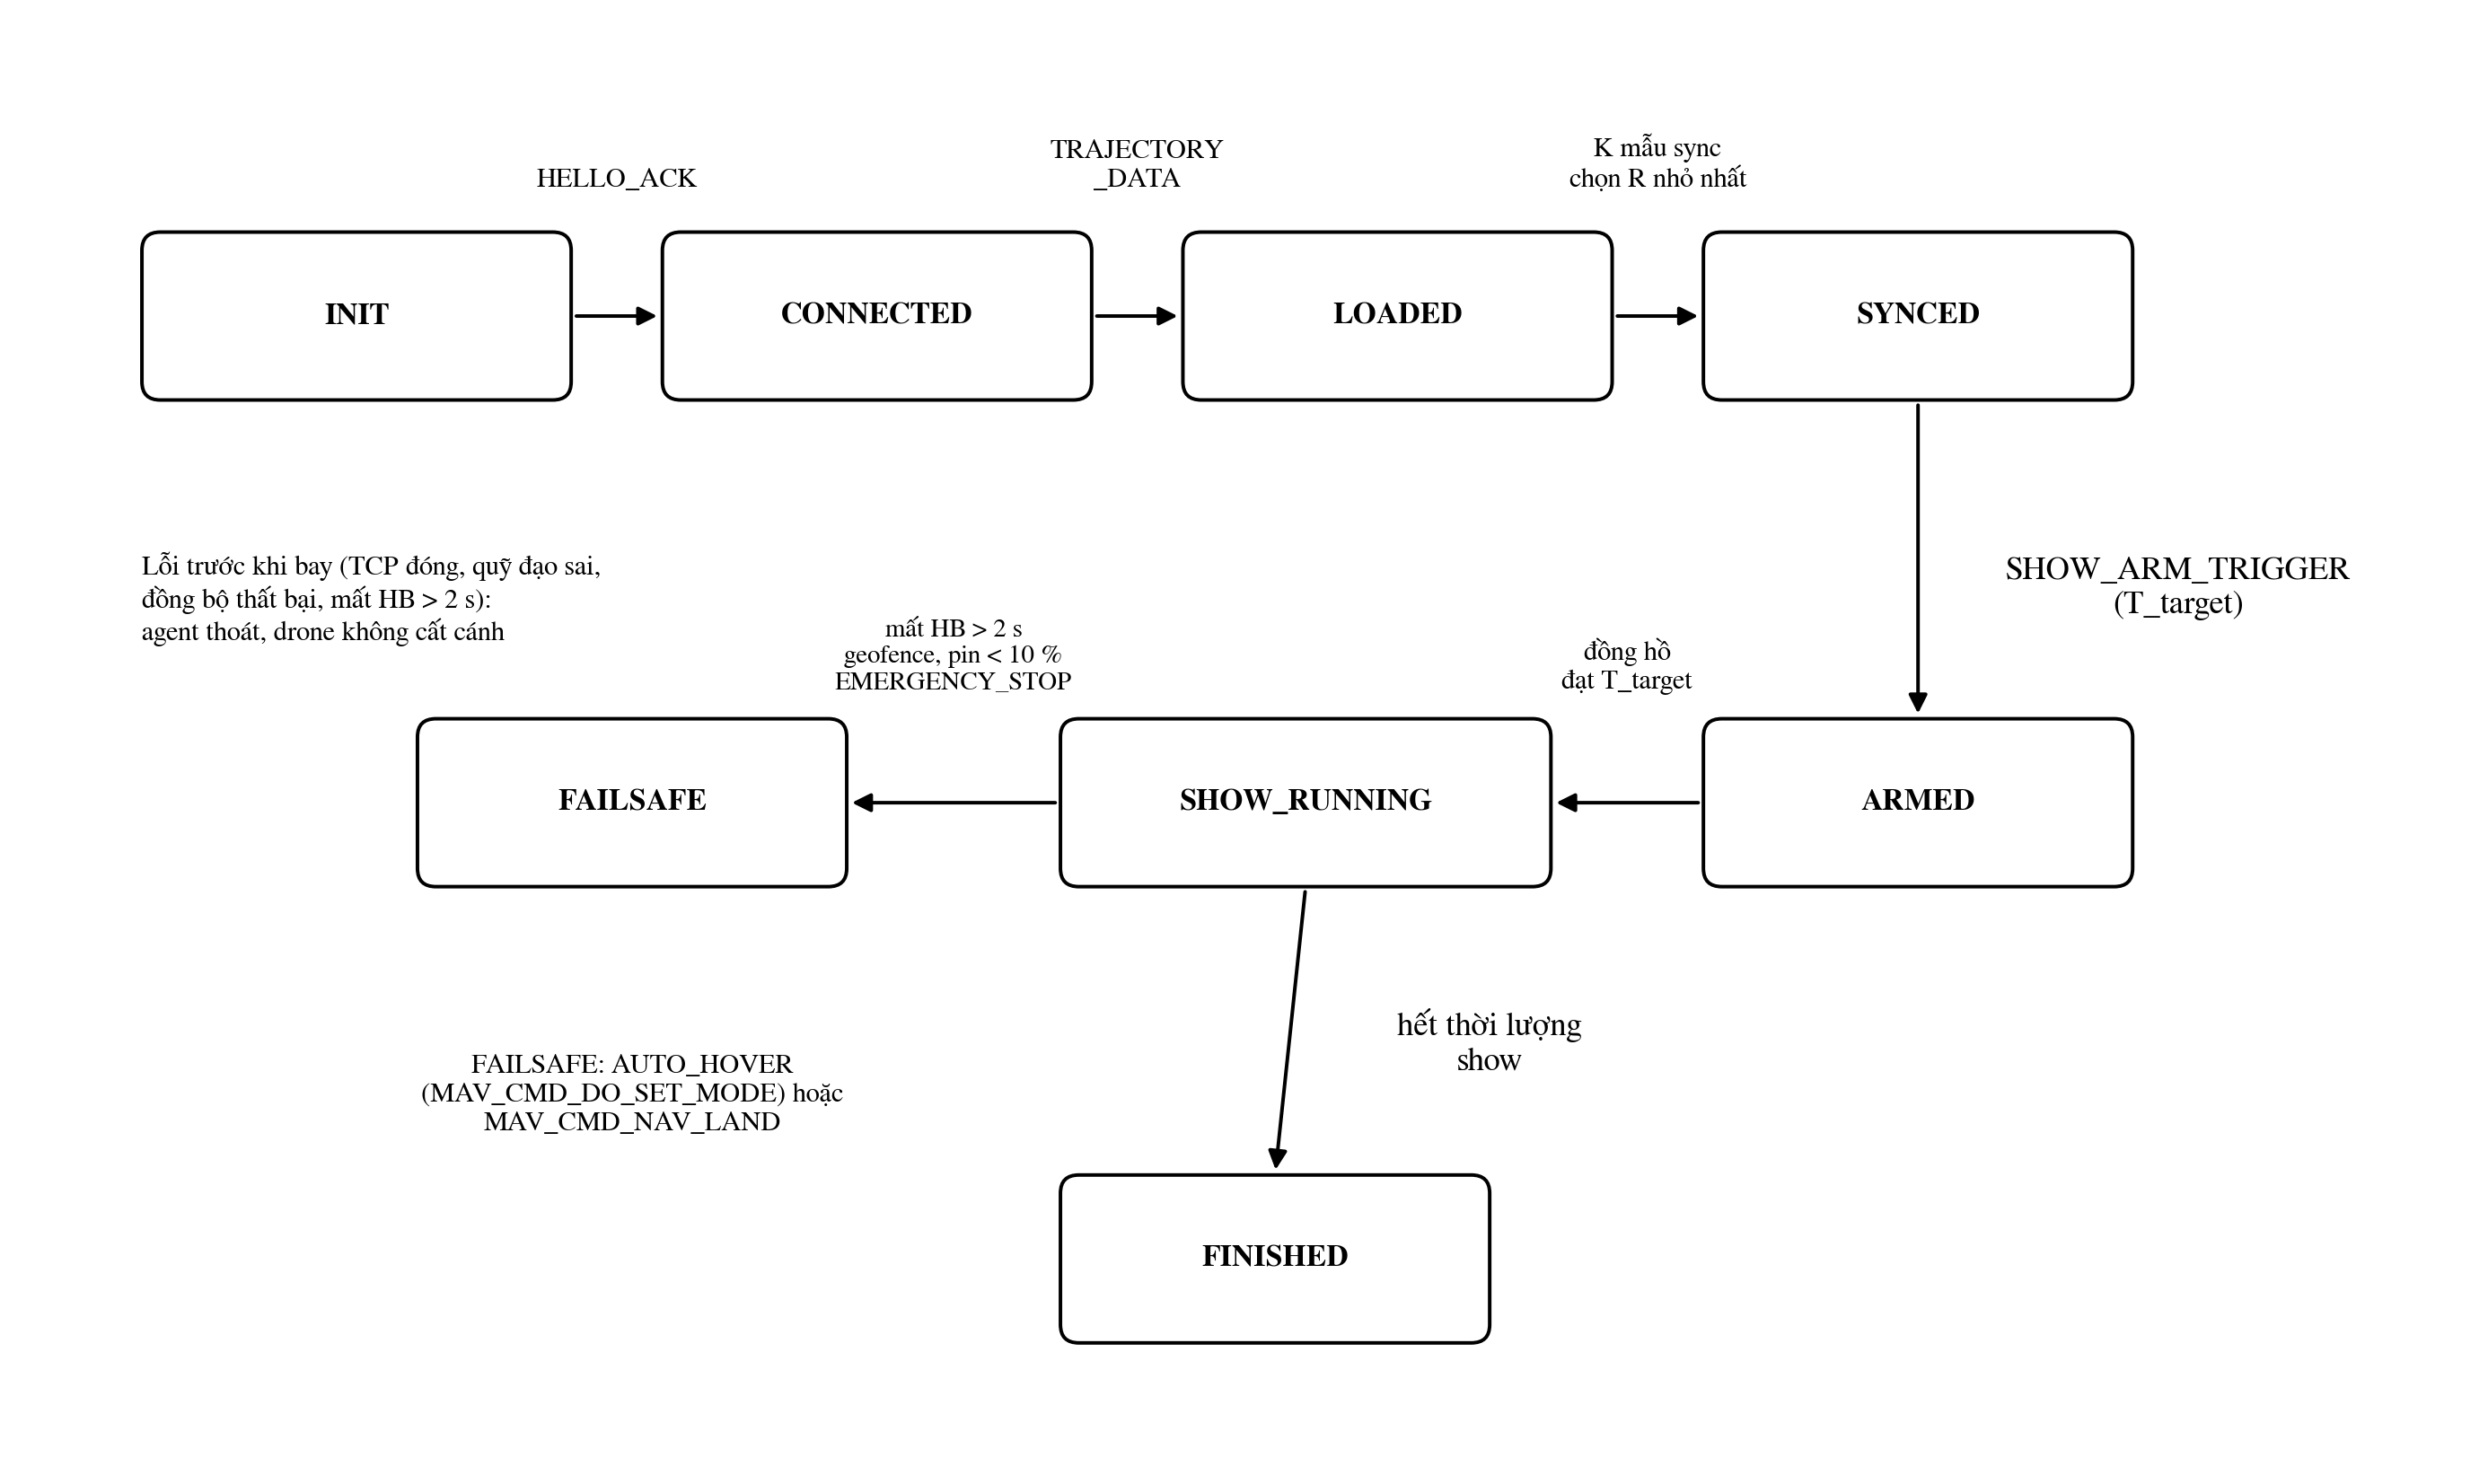 HELLO_ACK
TRAJECTORY
_DATA
K mẫu sync
chọn R nhỏ nhất
INIT
CONNECTED
LOADED
SYNCED
Lỗi trước khi bay (TCP đóng, quỹ đạo sai,
đồng bộ thất bại, mất HB > 2 s):
agent thoát, drone không cất cánh
SHOW_ARM_TRIGGER
(T_target)
mất HB > 2 s
geofence, pin < 10 %
EMERGENCY_STOP
đồng hồ
đạt T_target
FAILSAFE
SHOW_RUNNING
ARMED
hết thời lượng
show
FAILSAFE: AUTO_HOVER
(MAV_CMD_DO_SET_MODE) hoặc
MAV_CMD_NAV_LAND
FINISHED